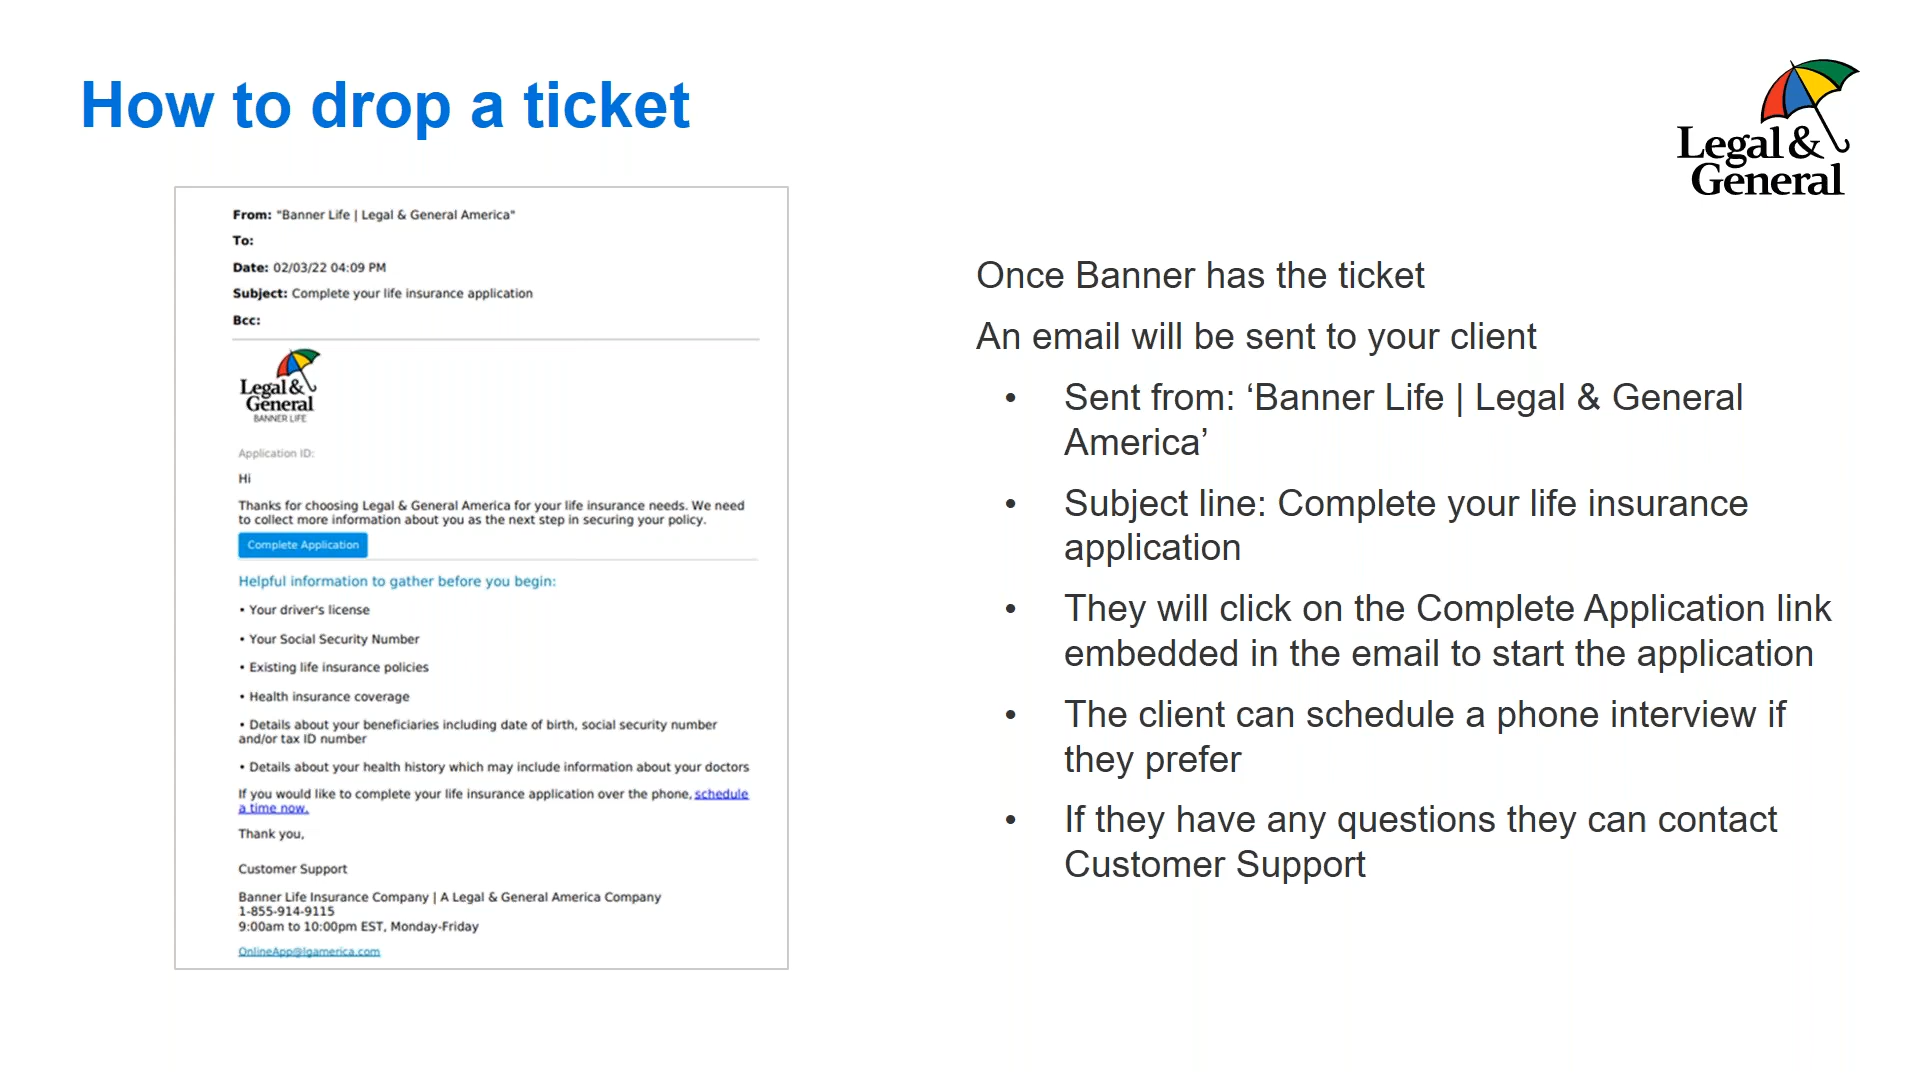 How to drop a ticket
Legal &
General
From: "Banner Life | Legal & General America"
To:
Date: 02/03/22 04:09 PM
Subject: Complete your life insurance application
Bcc:
Legal &
General
BANNER LIFE
Application ID:
Hi
Thanks for choosing Legal & General America for your life insurance needs. We need
to collect more information about you as the next step in securing your policy.
Complete Application
Helpful information to gather before you begin:
• Your driver's license
• Your Social Security Number
• Existing life insurance policies
• Health insurance coverage
• Details about your beneficiaries including date of birth, social security number
and/or tax ID number
• Details about your health history which may include information about your doctors
If you would like to complete your life insurance application over the phone, schedule
a time now.
Thank you,
Customer Support
Banner Life Insurance Company | A Legal & General America Company
1-855-914-9115
9:00am to 10:00pm EST, Monday-Friday
OnlineApp@lgamerica.com
Once Banner has the ticket
An email will be sent to your client
• Sent from: ‘Banner Life | Legal & General
America’
• Subject line: Complete your life insurance
application
• They will click on the Complete Application link
embedded in the email to start the application
• The client can schedule a phone interview if
they prefer
• If they have any questions they can contact
Customer Support